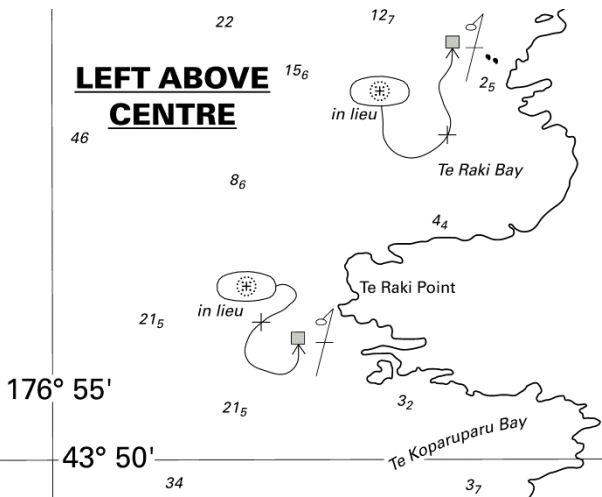 22
12₇
LEFT ABOVE
CENTRE
15₆
2₅
in lieu
46
Te Raki Bay
8₆
4₄
Te Raki Point
in lieu
21₅
176° 55'
21₅
3₂
Te Koparuparu Bay
43° 50'
34
3₇